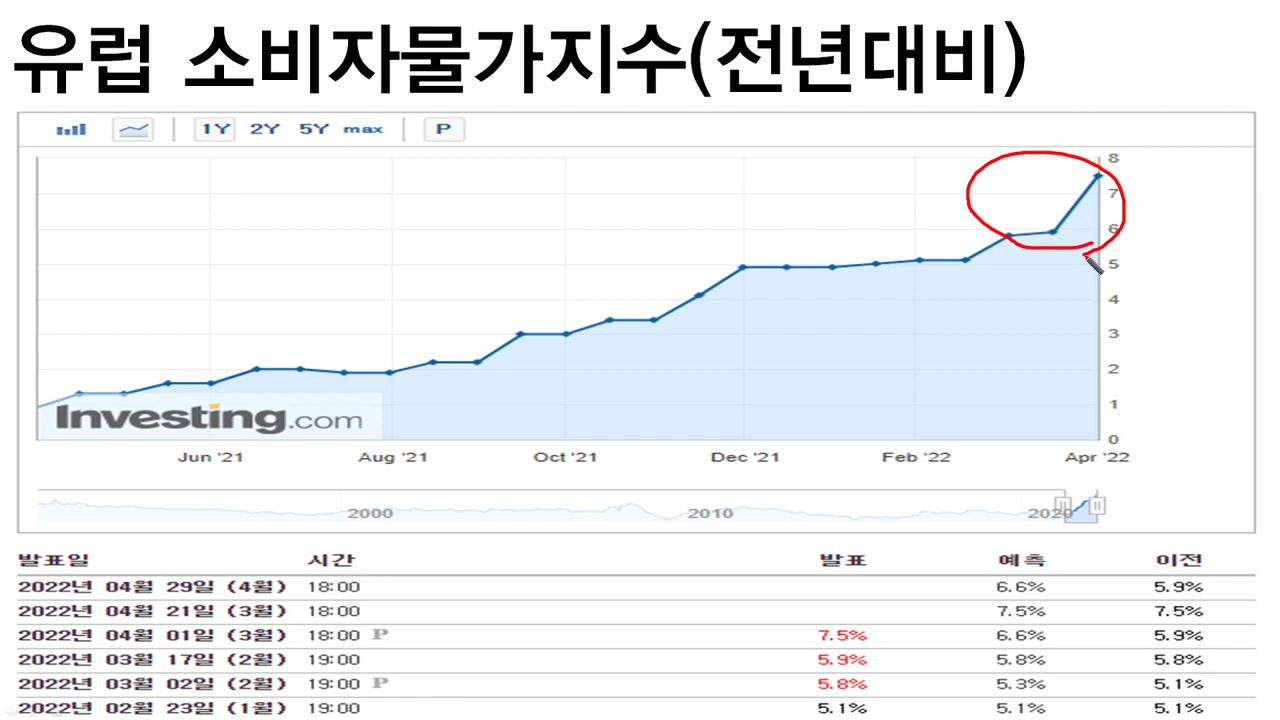 유럽 소비자물가지수(전년대비)
1Y 2Y 5Y max P
8
7
6
5
4
3
2
1
0
Investing.com
Jun '21 Aug '21 Oct '21 Dec '21 Feb '22 Apr '22
2000 2010 2020
발표일 시간 발표 예측 이전
2022년 04월 29일 (4월) 18:00 6.6% 5.9%
2022년 04월 21일 (3월) 18:00 7.5% 7.5%
2022년 04월 01일 (3월) 18:00 P 7.5% 6.6% 5.9%
2022년 03월 17일 (2월) 19:00 5.9% 5.8% 5.8%
2022년 03월 02일 (2월) 19:00 P 5.8% 5.3% 5.1%
2022년 02월 23일 (1월) 19:00 5.1% 5.1% 5.1%